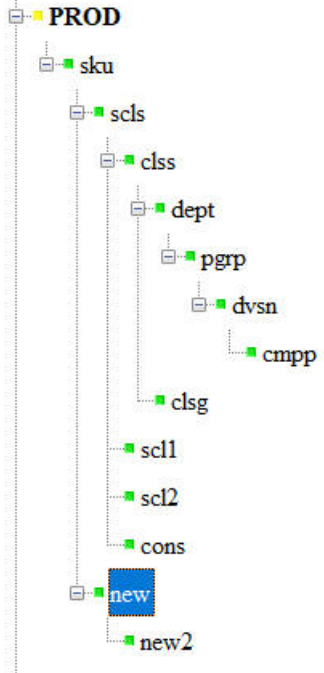 PROD
sku
scls
clss
dept
pgrp
dvsn
cmpp
clsg
scl1
scl2
cons
new
new2